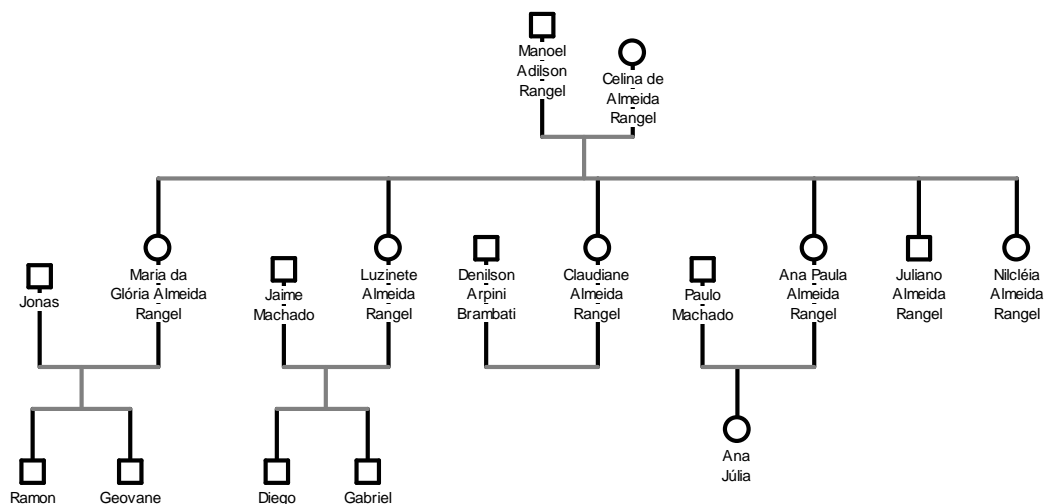 Manoel
Adilson
Rangel
Celina de
Almeida
Rangel
Jonas
Maria da
Glória Almeida
Rangel
Jaime
Machado
Luzinete
Almeida
Rangel
Denilson
Arpini
Brambati
Claudiane
Almeida
Rangel
Paulo
Machado
Ana Paula
Almeida
Rangel
Juliano
Almeida
Rangel
Nilcléia
Almeida
Rangel
Ramon
Geovane
Diego
Gabriel
Ana
Júlia